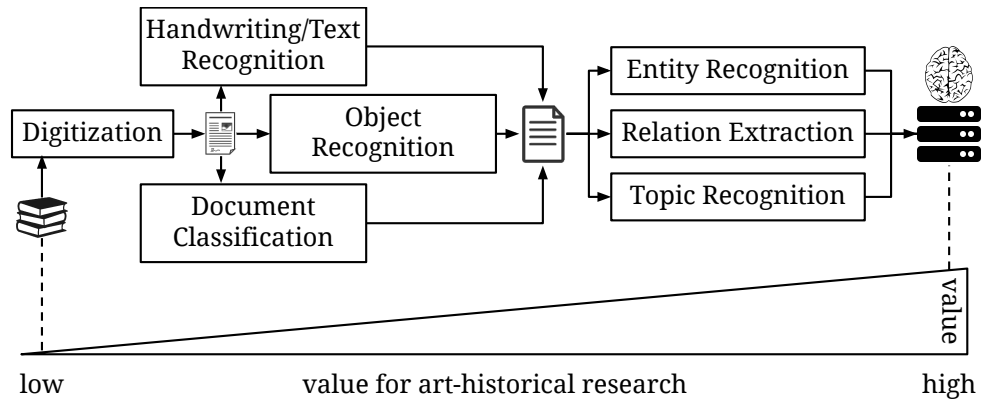 Handwriting/Text
Recognition
Digitization
Object
Recognition
Document
Classification
Entity Recognition
Relation Extraction
Topic Recognition
value
low
value for art-historical research
high